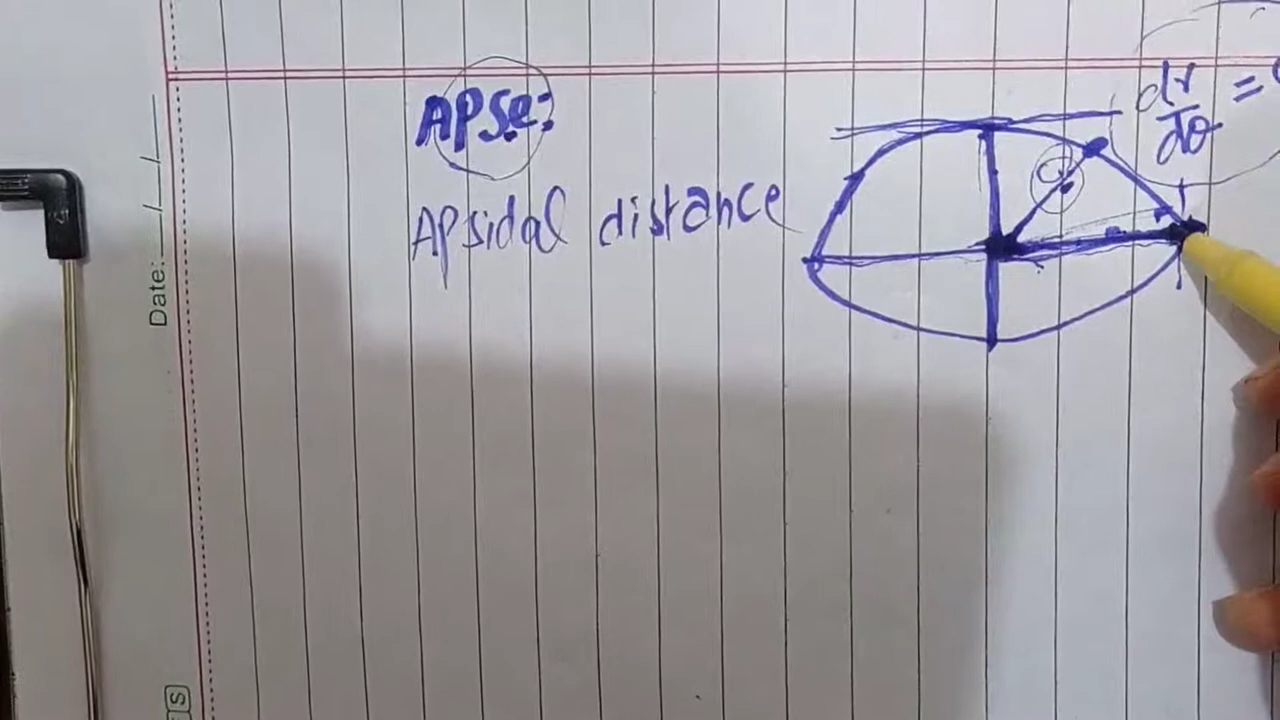 APSe:
Apsidal distance
dr
dθ =
Date: / /